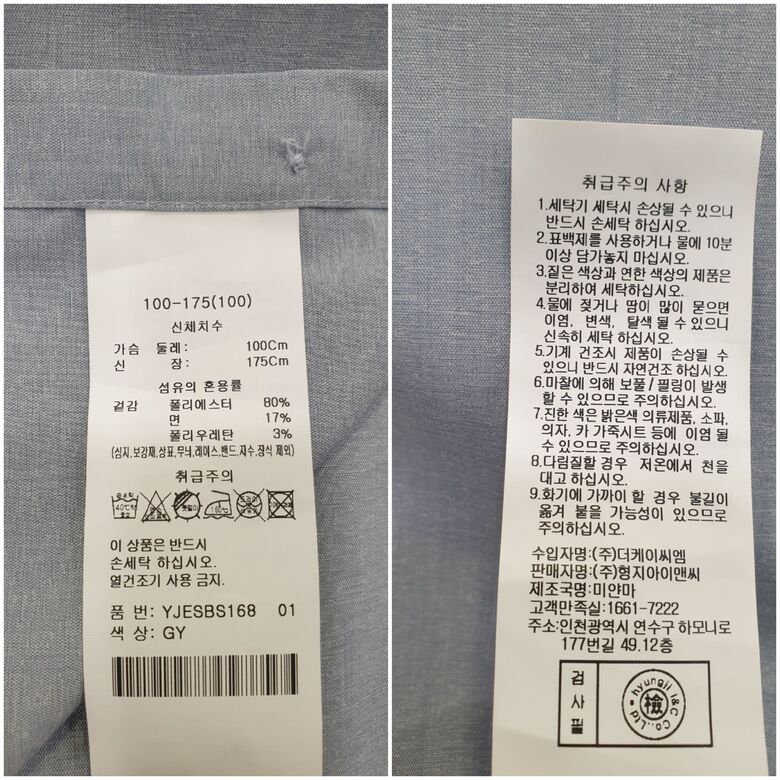 100-175(100)
신체치수
가슴 둘레: 100Cm
신 장: 175Cm
섬유의 혼용률
겉감 폴리에스터 80%
면 17%
폴리우레탄 3%
(심지.보강재.상표.무늬.레이스.밴드.자수.장식 제외)
취급주의
이 상품은 반드시
손세탁 하십시오.
열건조기 사용 금지.
품 번: YJESBS168 01
색 상: GY
취급주의 사항
1.세탁기 세탁시 손상될 수 있으니
반드시 손세탁 하십시오.
2.표백제를 사용하거나 물에 10분
이상 담가놓지 마십시오.
3.짙은 색상과 연한 색상의 제품은
분리하여 세탁하십시오.
4.물에 젖거나 땀이 많이 묻으면
이염, 변색, 탈색 될 수 있으니
신속히 세탁 하십시오.
5.기계 건조시 제품이 손상될 수
있으니 반드시 자연건조 하십시오.
6.마찰에 의해 보풀/필링이 발생
할 수 있으므로 주의하십시오.
7.진한 색은 밝은색 의류제품, 소파,
의자, 카 가죽시트 등에 이염 될
수 있으므로 주의하십시오.
8.다림질할 경우 저온에서 천을
대고 하십시오.
9.화기에 가까이 할 경우 불길이
옮겨 붙을 가능성이 있으므로
주의하십시오.
수입자명:(주)더케이씨엠
판매자명:(주)형지아이앤씨
제조국명:미얀마
고객만족실:1661-7222
주소:인천광역시 연수구 하모니로
177번길 49.12층
검사필
hyungji I&C Co.,Ltd
檢